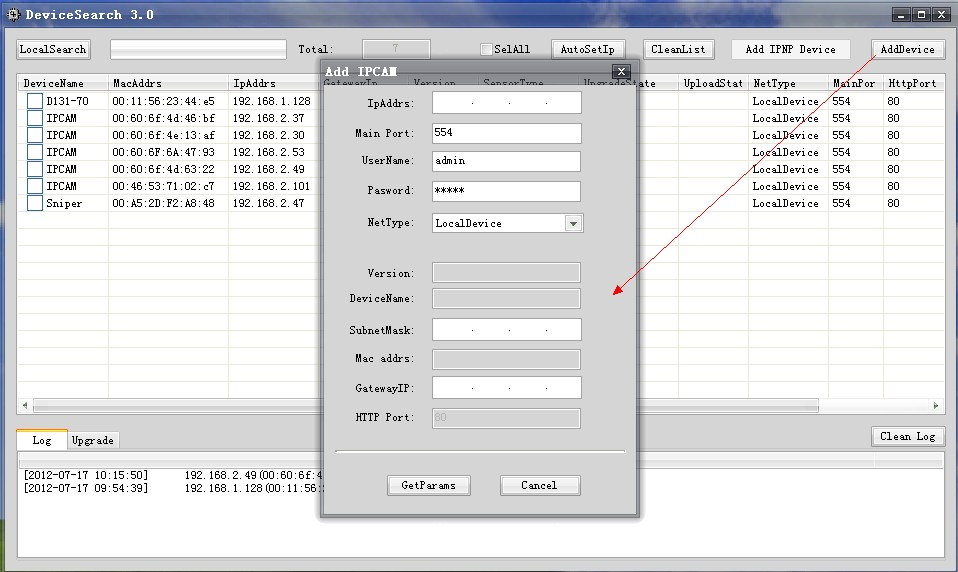 DeviceSearch 3.0
LocalSearch Total: 7 SelAll AutoSetIp CleanList Add IPNP Device AddDevice
DeviceName MacAddrs IpAddrs GatewayIp Version SensorType UpgradeState UploadStat NetType MainPor HttpPort
D131-70 00:11:56:23:44:e5 192.168.1.128 LocalDevice 554 80
IPCAM 00:60:6f:4d:46:bf 192.168.2.37 LocalDevice 554 80
IPCAM 00:60:6f:4e:13:af 192.168.2.30 LocalDevice 554 80
IPCAM 00:60:6F:6A:47:93 192.168.2.53 LocalDevice 554 80
IPCAM 00:60:6f:4d:63:22 192.168.2.49 LocalDevice 554 80
IPCAM 00:46:53:71:02:c7 192.168.2.101 LocalDevice 554 80
Sniper 00:A5:2D:F2:A8:48 192.168.2.47 LocalDevice 554 80
Add IPCAM
IpAddrs: . . .
Main Port: 554
UserName: admin
Pasword: *****
NetType: LocalDevice
Version:
DeviceName:
SubnetMask: . . .
Mac addrs:
GatewayIP: . . .
HTTP Port: 80
GetParams Cancel
Log Upgrade Clean Log
[2012-07-17 10:15:50] 192.168.2.49(00:60:6f:4
[2012-07-17 09:54:39] 192.168.1.128(00:11:56: